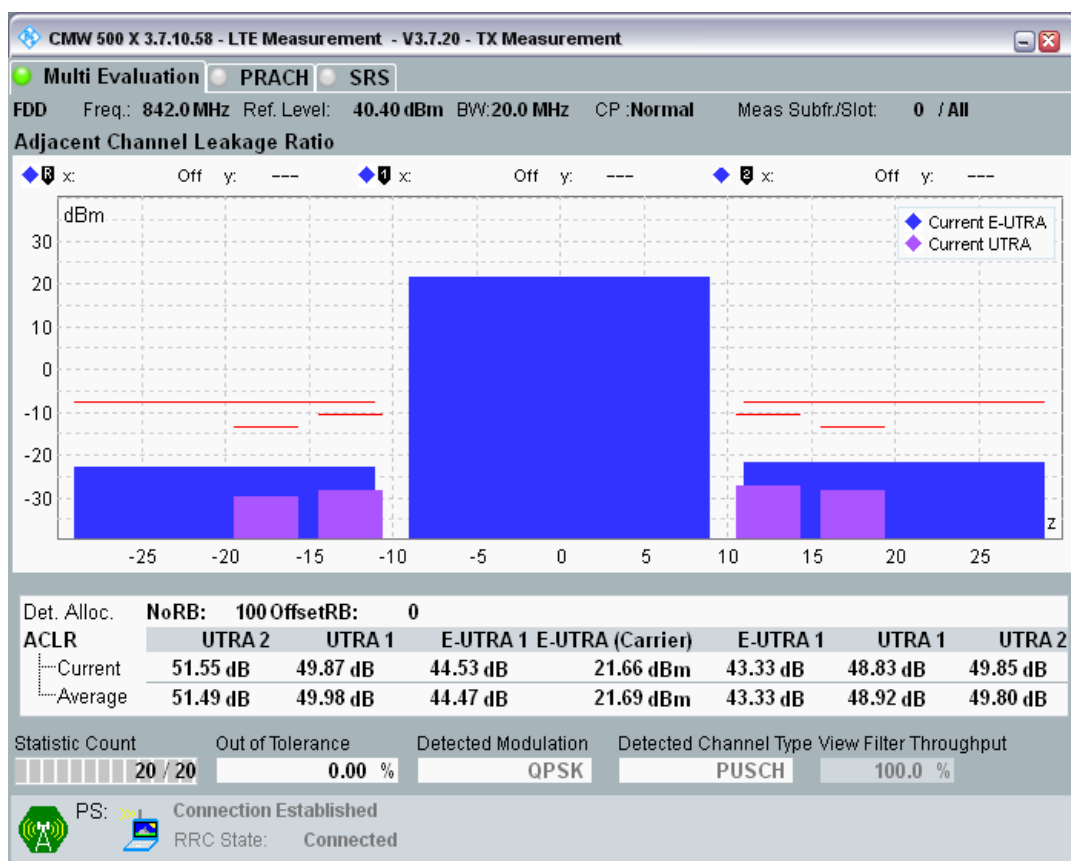 CMW 500 X 3.7.10.58 - LTE Measurement - V3.7.20 - TX Measurement
Multi Evaluation PRACH SRS
FDD Freq.: 842.0 MHz Ref. Level: 40.40 dBm BW:20.0 MHz CP :Normal Meas Subfr./Slot: 0 / All
Adjacent Channel Leakage Ratio
R x: Off y: --- 1 x: Off y: --- 2 x: Off y: ---
dBm
Current E-UTRA
Current UTRA
30
20
10
0
-10
-20
-30
z
-25 -20 -15 -10 -5 0 5 10 15 20 25
Det. Alloc. NoRB: 100 OffsetRB: 0
ACLR UTRA 2 UTRA 1 E-UTRA 1 E-UTRA (Carrier) E-UTRA 1 UTRA 1 UTRA 2
Current 51.55 dB 49.87 dB 44.53 dB 21.66 dBm 43.33 dB 48.83 dB 49.85 dB
Average 51.49 dB 49.98 dB 44.47 dB 21.69 dBm 43.33 dB 48.92 dB 49.80 dB
Statistic Count Out of Tolerance Detected Modulation Detected Channel Type View Filter Throughput
20 / 20 0.00 % QPSK PUSCH 100.0 %
PS: Connection Established
RRC State: Connected